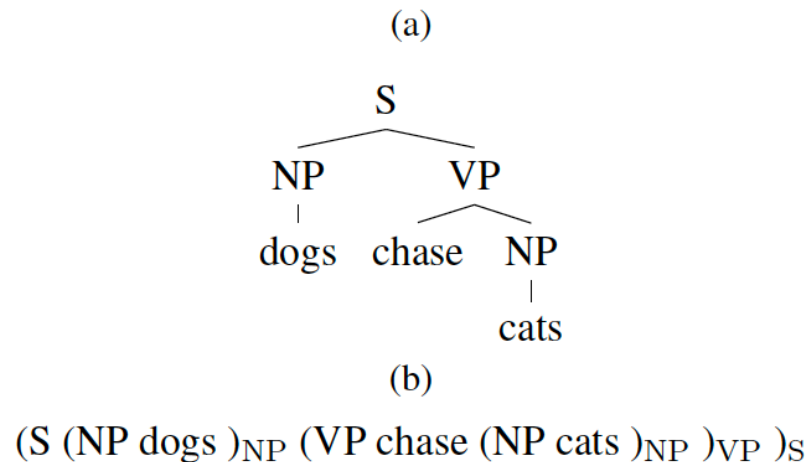 (a)
S
NP VP
dogs chase NP
cats
(b)
(S (NP dogs )NP (VP chase (NP cats )NP )VP )S